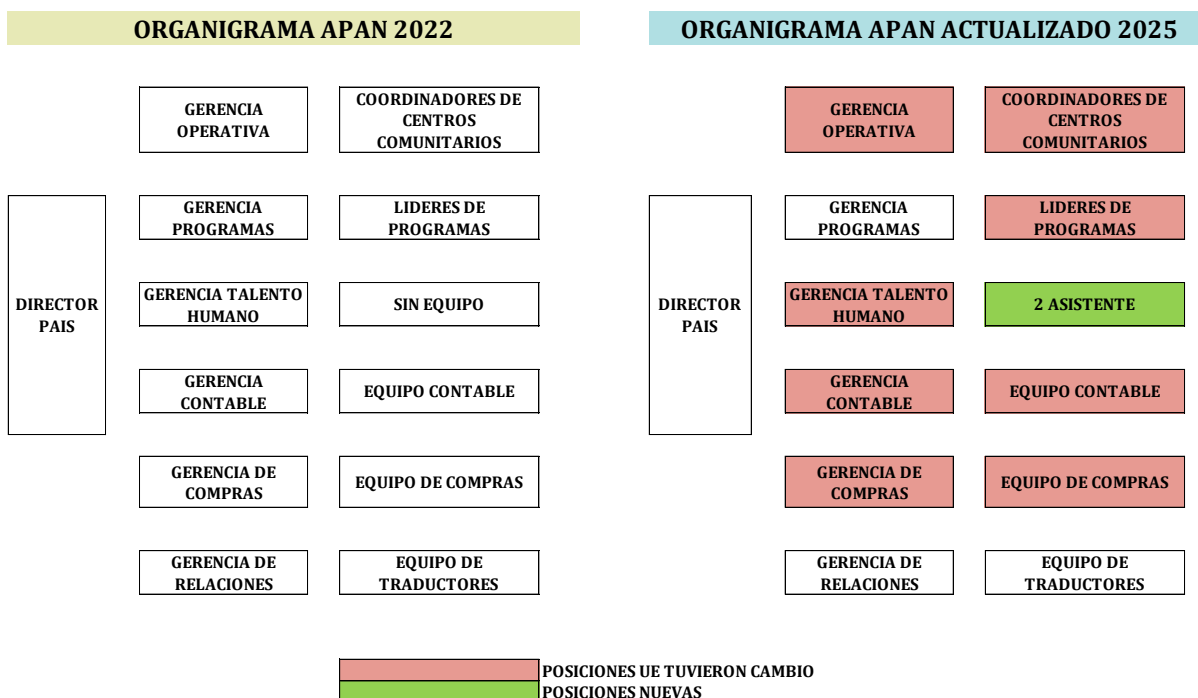 ORGANIGRAMA APAN 2022
GERENCIA
OPERATIVA
COORDINADORES DE
CENTROS
COMUNITARIOS
DIRECTOR
PAIS
GERENCIA
PROGRAMAS
LIDERES DE
PROGRAMAS
GERENCIA TALENTO
HUMANO
SIN EQUIPO
GERENCIA
CONTABLE
EQUIPO CONTABLE
GERENCIA DE
COMPRAS
EQUIPO DE COMPRAS
GERENCIA DE
RELACIONES
EQUIPO DE
TRADUCTORES
ORGANIGRAMA APAN ACTUALIZADO 2025
GERENCIA
OPERATIVA
COORDINADORES DE
CENTROS
COMUNITARIOS
DIRECTOR
PAIS
GERENCIA
PROGRAMAS
LIDERES DE
PROGRAMAS
GERENCIA TALENTO
HUMANO
2 ASISTENTE
GERENCIA
CONTABLE
EQUIPO CONTABLE
GERENCIA DE
COMPRAS
EQUIPO DE COMPRAS
GERENCIA DE
RELACIONES
EQUIPO DE
TRADUCTORES
POSICIONES UE TUVIERON CAMBIO
POSICIONES NUEVAS